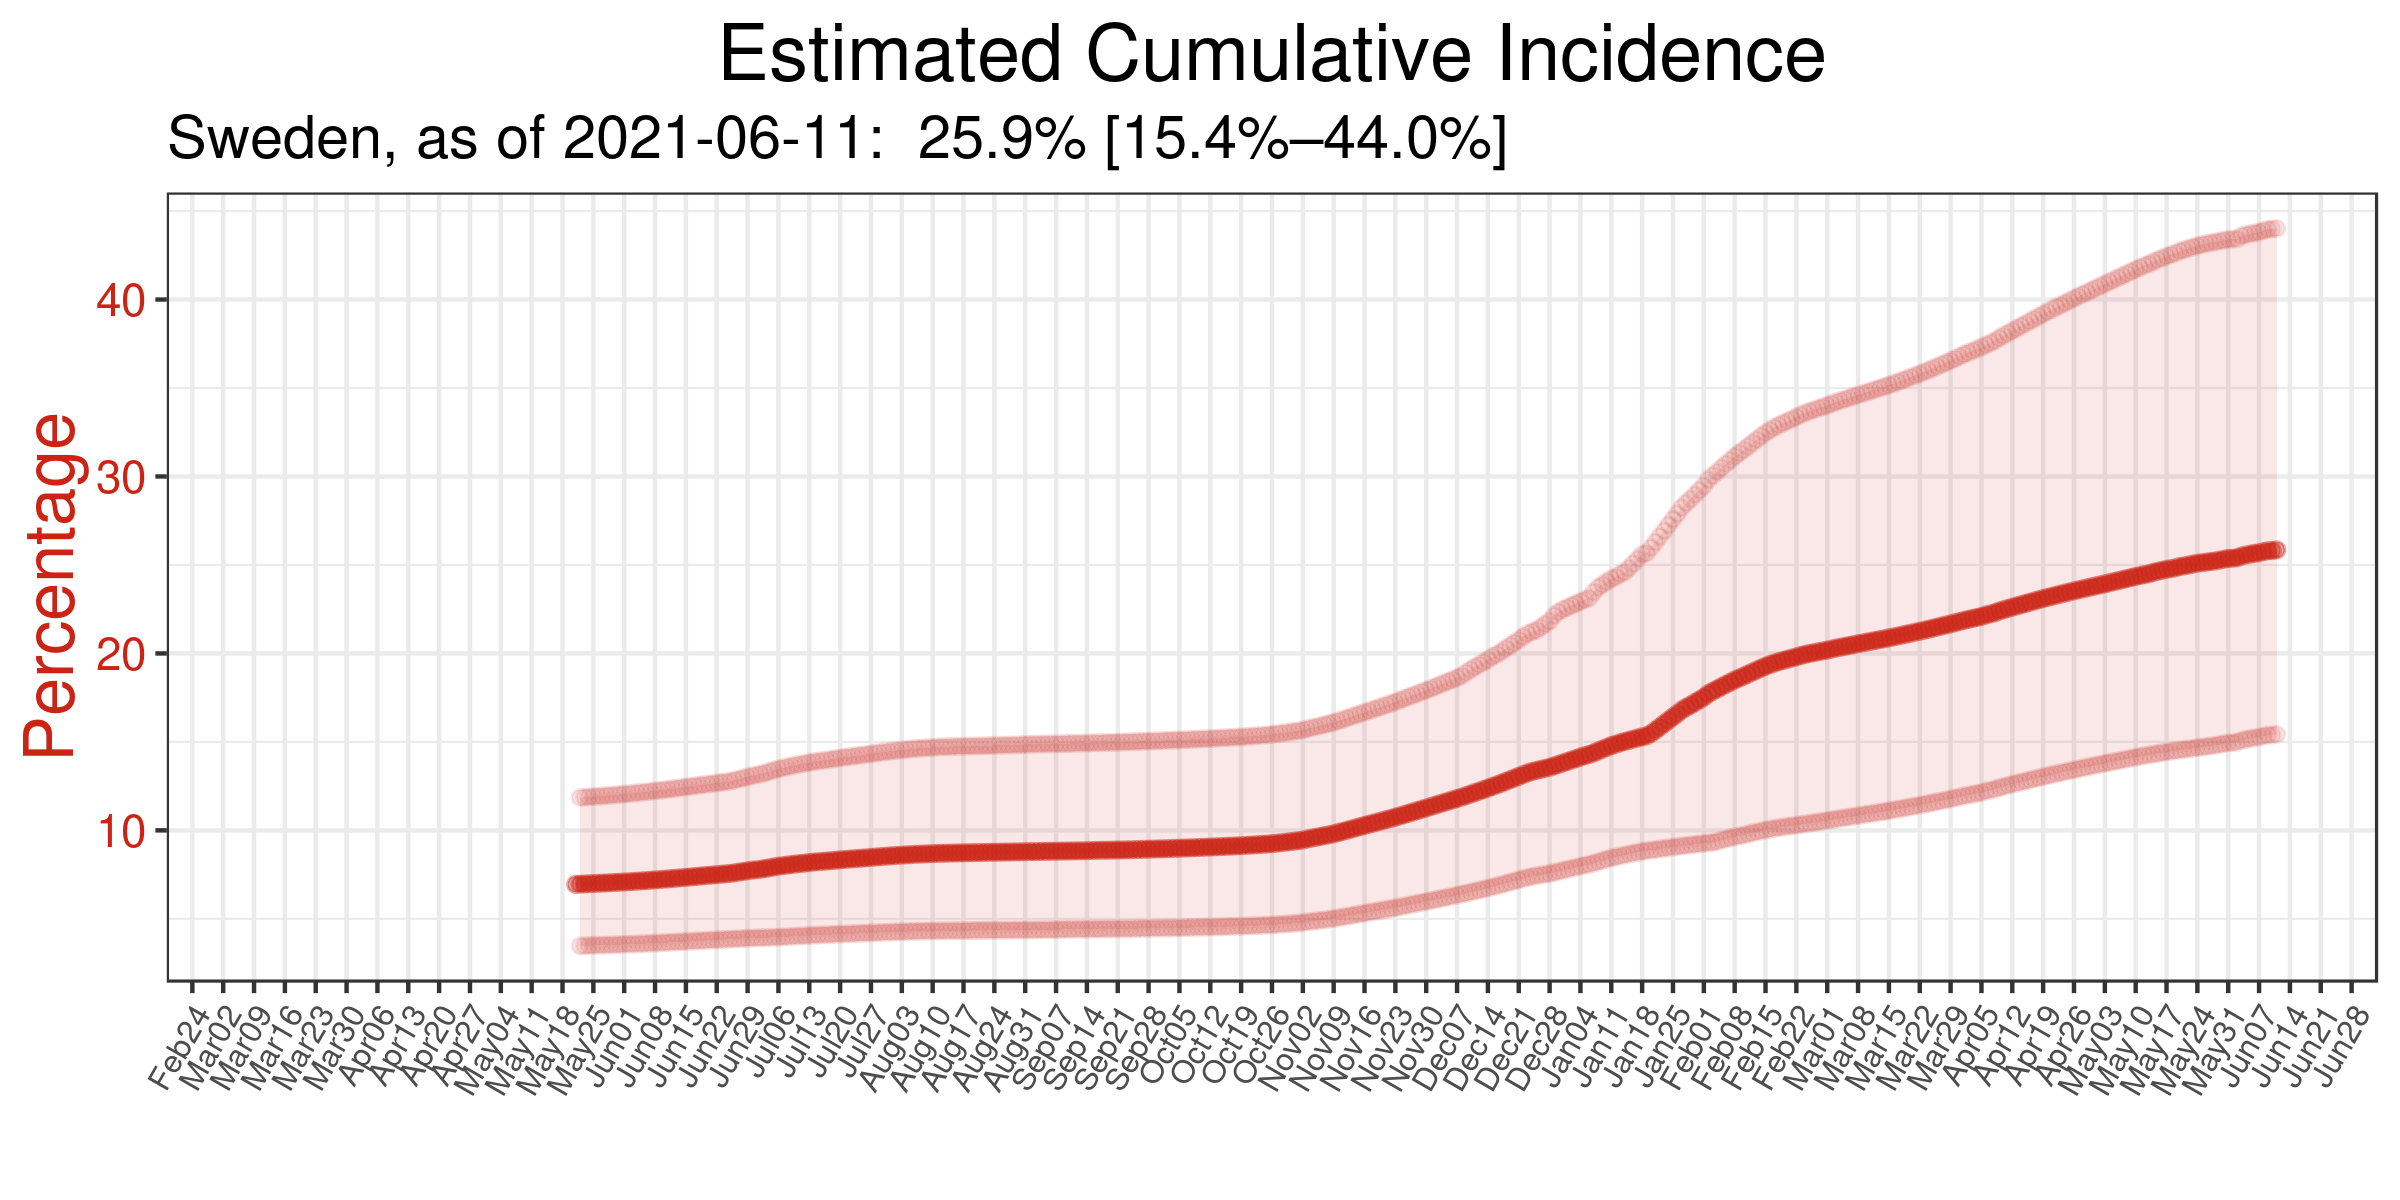 Estimated Cumulative Incidence
Sweden, as of 2021-06-11:  25.9% [15.4%–44.0%]
Percentage
40
30
20
10
Feb24
Mar02
Mar09
Mar16
Mar23
Mar30
Apr06
Apr13
Apr20
Apr27
May04
May11
May18
May25
Jun01
Jun08
Jun15
Jun22
Jun29
Jul06
Jul13
Jul20
Jul27
Aug03
Aug10
Aug17
Aug24
Aug31
Sep07
Sep14
Sep21
Sep28
Oct05
Oct12
Oct19
Oct26
Nov02
Nov09
Nov16
Nov23
Nov30
Dec07
Dec14
Dec21
Dec28
Jan04
Jan11
Jan18
Jan25
Feb01
Feb08
Feb15
Feb22
Mar01
Mar08
Mar15
Mar22
Mar29
Apr05
Apr12
Apr19
Apr26
May03
May10
May17
May24
May31
Jun07
Jun14
Jun21
Jun28